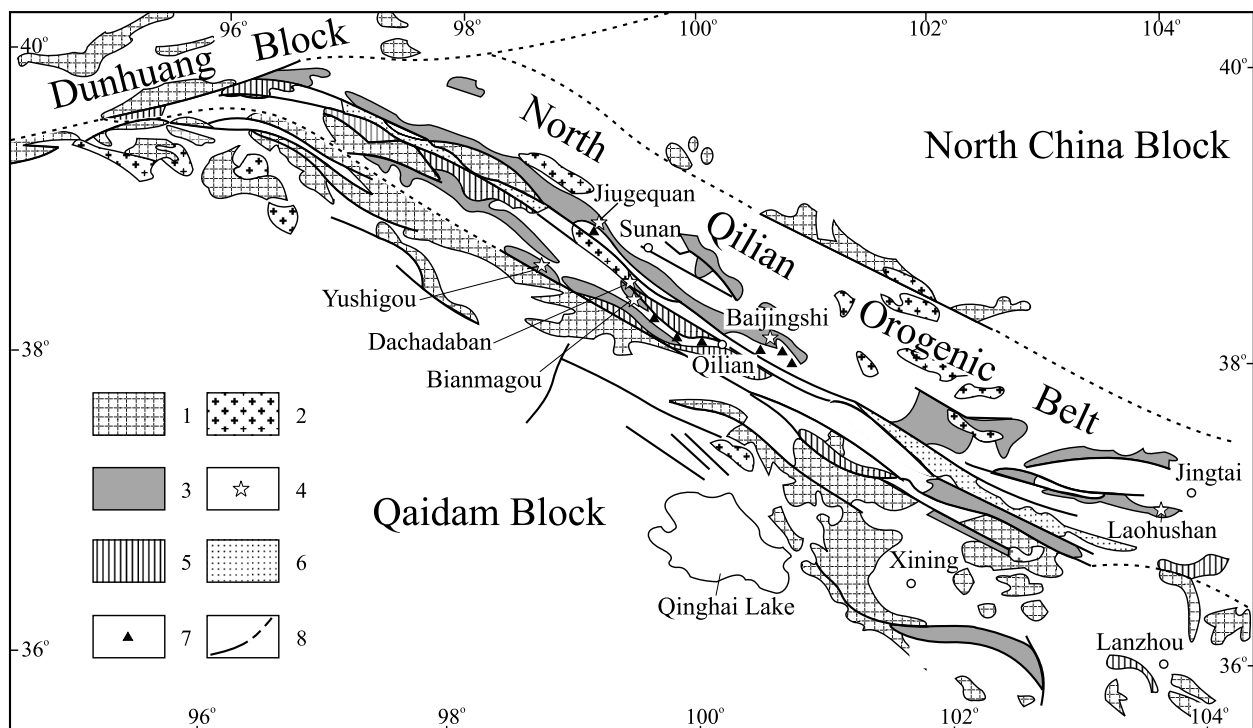 96° 98° 100° 102° 104°
40° 40°
Dunhuang Block
North China Block
North Qilian Orogenic Belt
Jiugequan
Sunan
Yushigou
Dachadaban
Bianmagou
Baijingshi
Qilian
38° 38°
1 2
3 4
5 6
7 8
Qaidam Block
Jingtai
Laohushan
Xining
Qinghai Lake
Lanzhou
36° 36°
96° 98° 100° 102° 104°